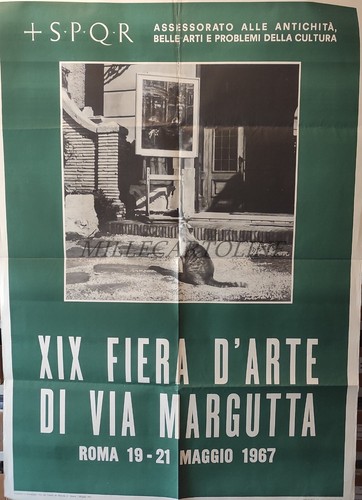 + S·P·Q·R
ASSESSORATO ALLE ANTICHITÀ,
BELLE ARTI E PROBLEMI DELLA CULTURA
MILLECARTOLINE
XIX FIERA D'ARTE
DI VIA MARGUTTA
ROMA 19-21 MAGGIO 1967